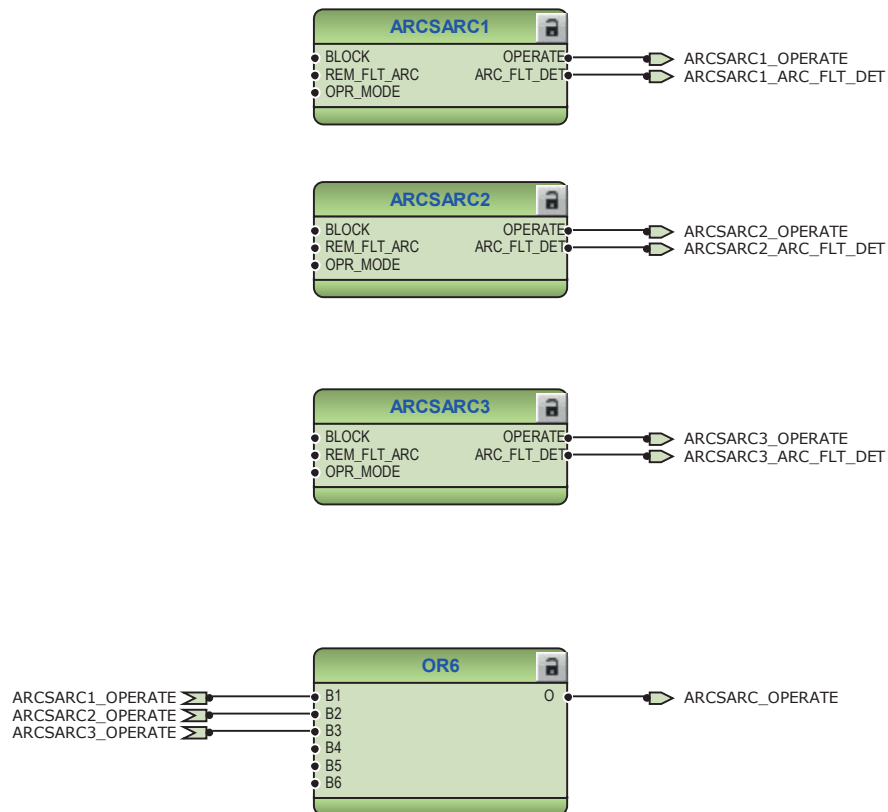 ARCSARC1
BLOCK OPERATE ARCSARC1_OPERATE
REM_FLT_ARC ARC_FLT_DET ARCSARC1_ARC_FLT_DET
OPR_MODE
ARCSARC2
BLOCK OPERATE ARCSARC2_OPERATE
REM_FLT_ARC ARC_FLT_DET ARCSARC2_ARC_FLT_DET
OPR_MODE
ARCSARC3
BLOCK OPERATE ARCSARC3_OPERATE
REM_FLT_ARC ARC_FLT_DET ARCSARC3_ARC_FLT_DET
OPR_MODE
OR6
ARCSARC1_OPERATE B1 O ARCSARC_OPERATE
ARCSARC2_OPERATE B2
ARCSARC3_OPERATE B3
B4
B5
B6